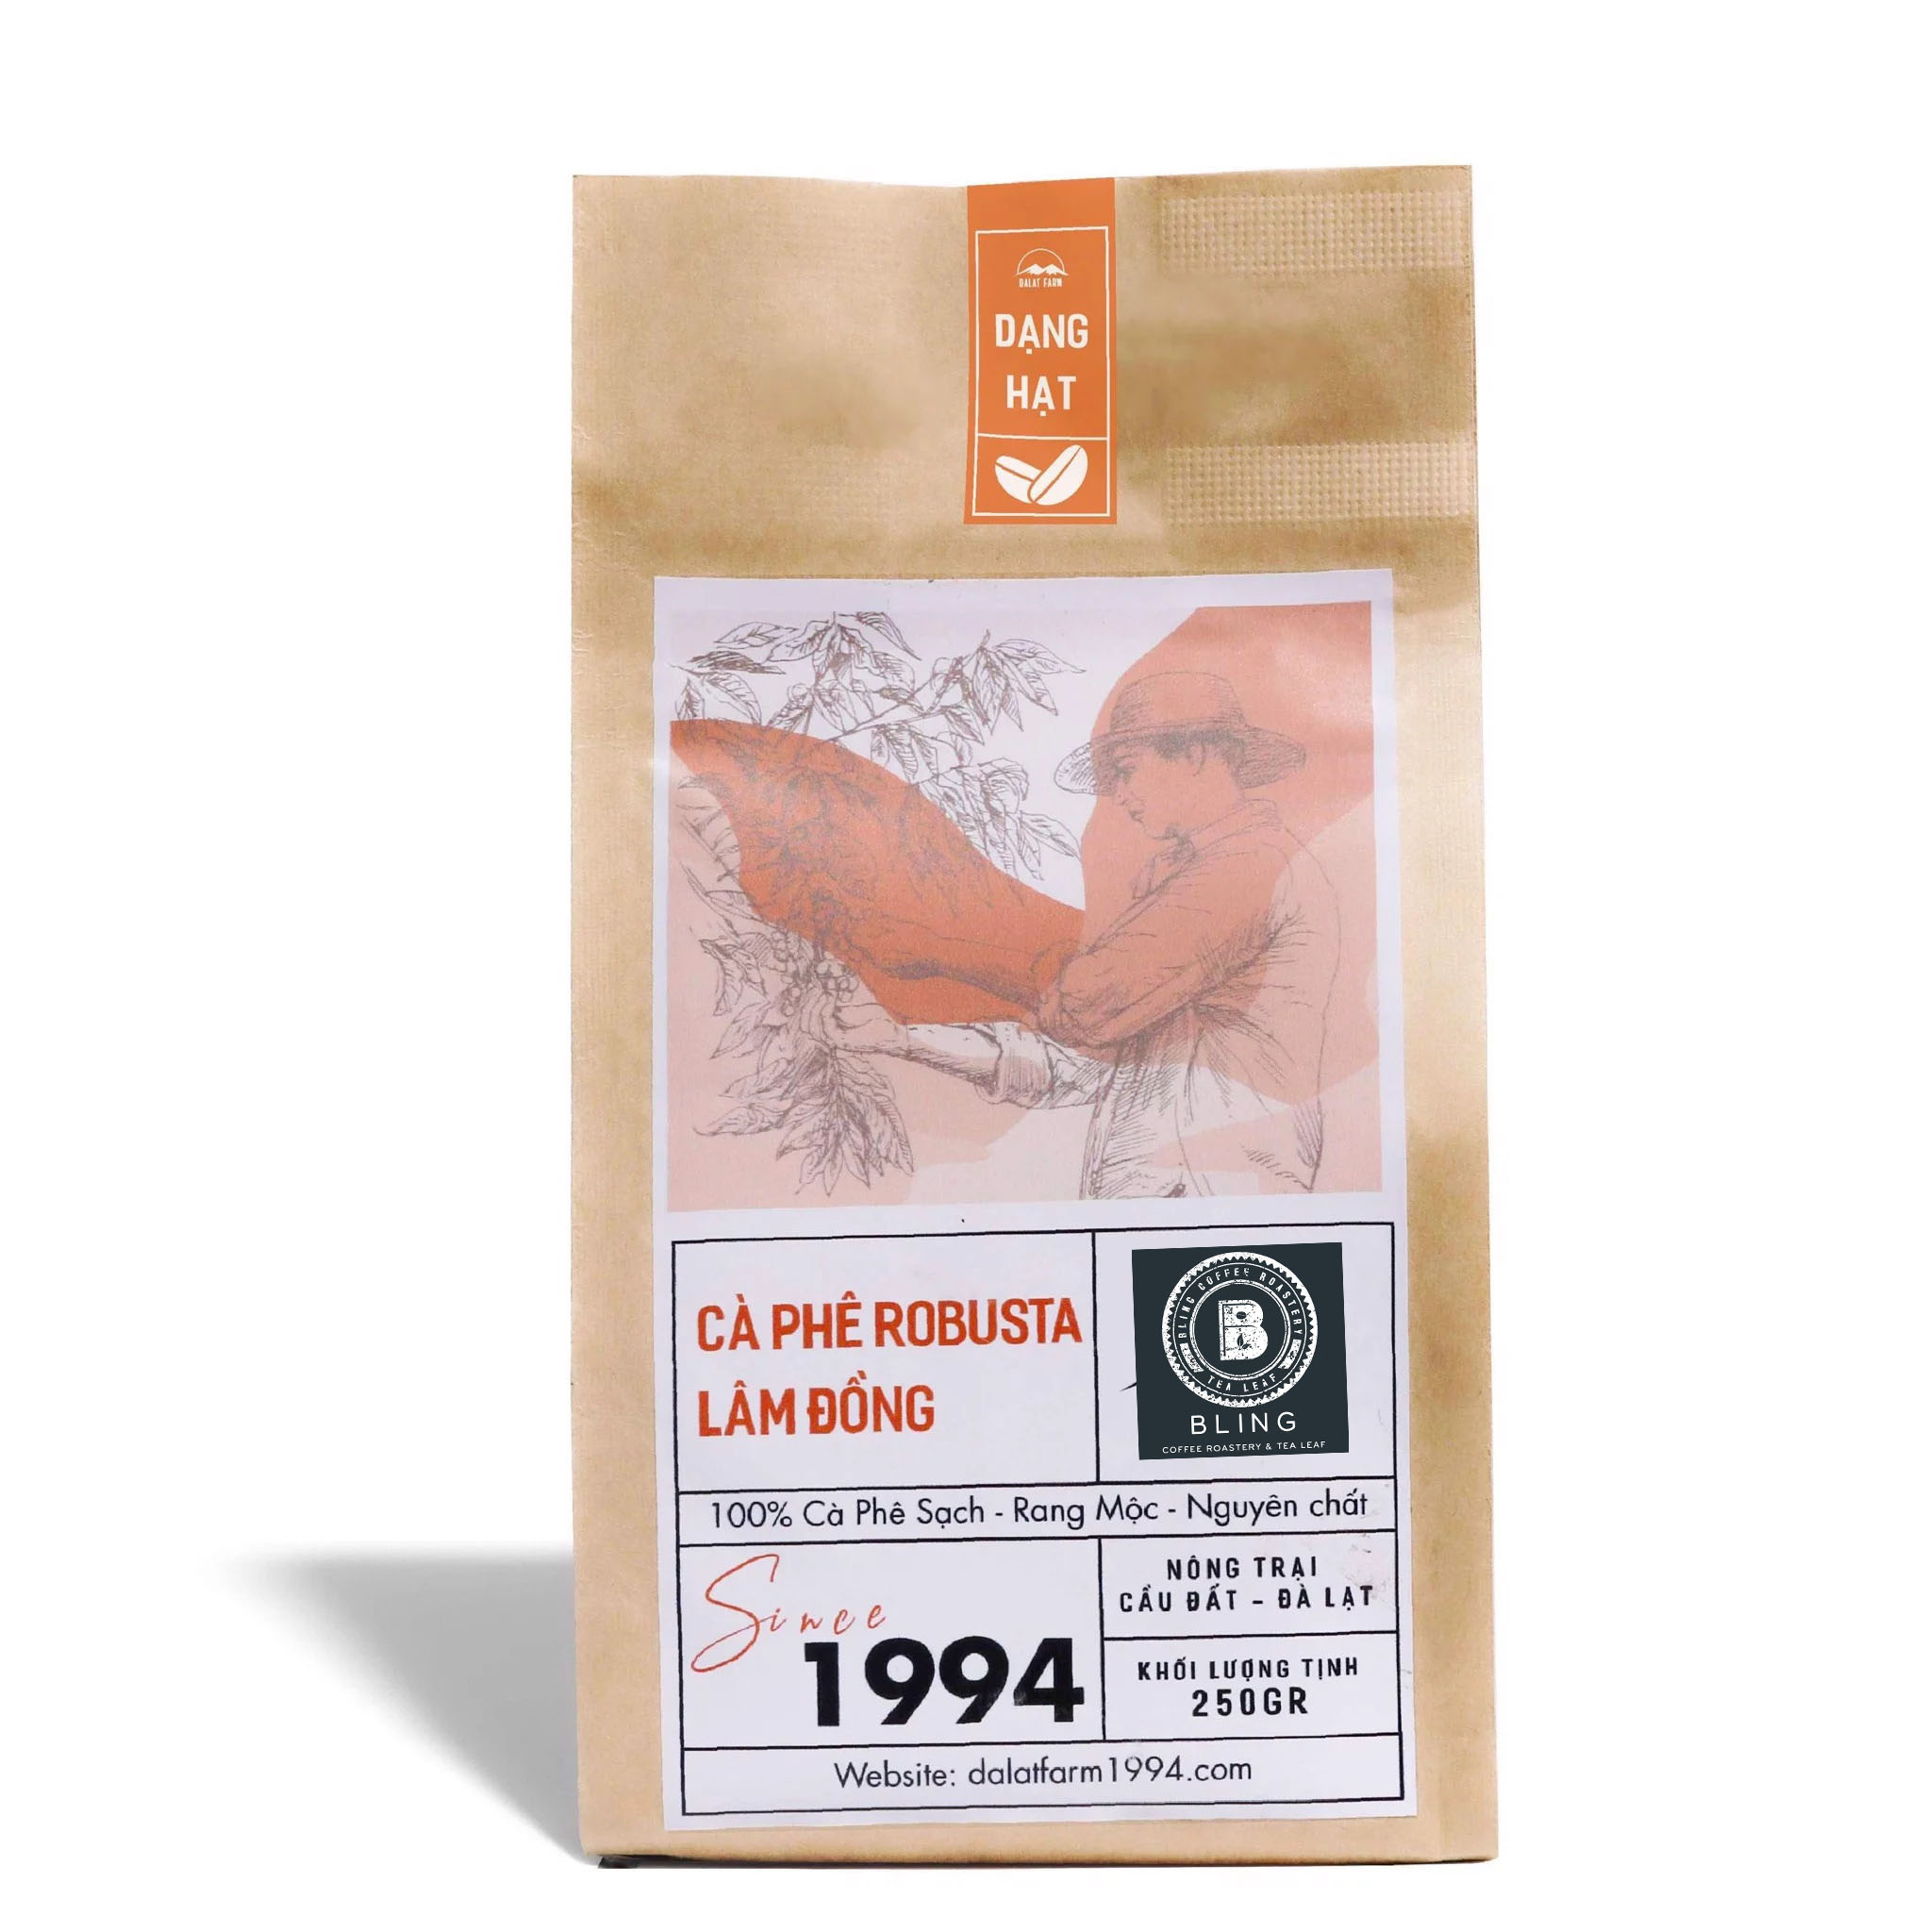 DALAT FARM
DẠNG
HẠT
CÀ PHÊ ROBUSTA
LÂM ĐỒNG
BLING COFFEE ROASTERY
B
TEA LEAF
BLING
COFFEE ROASTERY & TEA LEAF
100% Cà Phê Sạch - Rang Mộc - Nguyên chất
Since
1994
NÔNG TRẠI
CẦU ĐẤT - ĐÀ LẠT
KHỐI LƯỢNG TỊNH
250GR
Website: dalatfarm1994.com